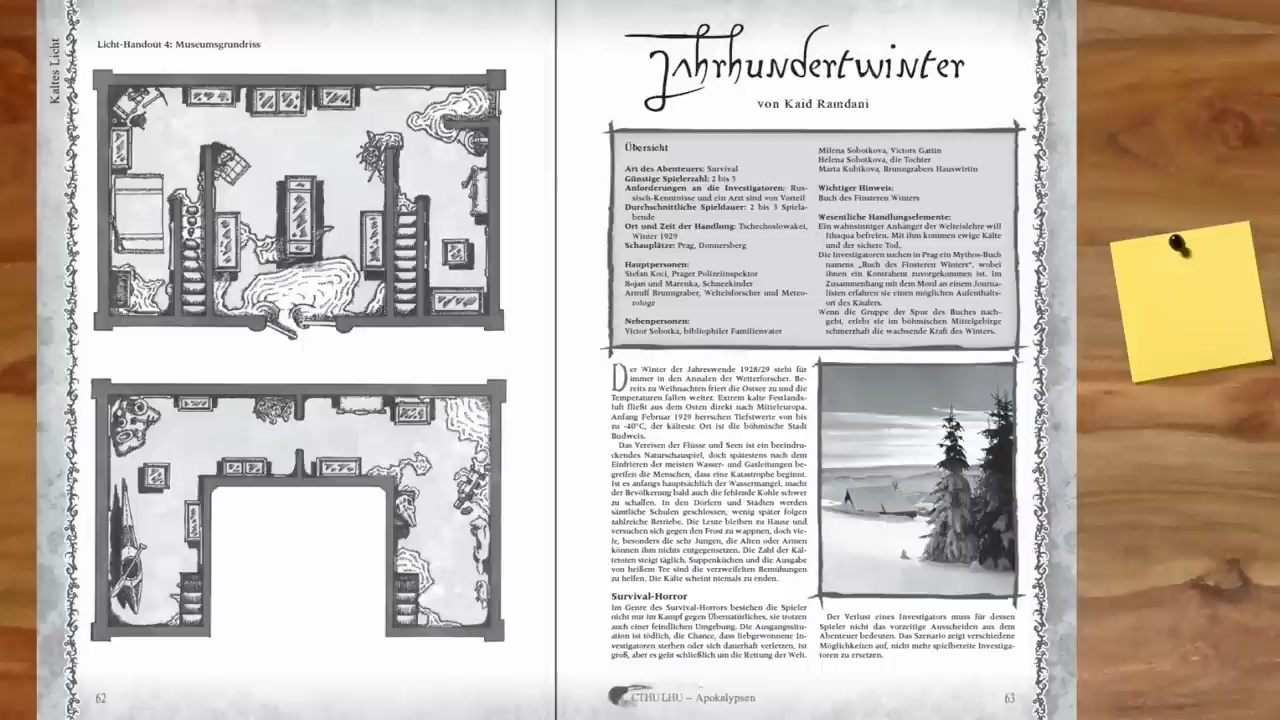 Kaltes Licht
Licht-Handout 4: Museumsgrundriss
62
Jahrhundertwinter
von Kaid Ramdani
Übersicht
Art des Abenteuers: Survival
Günstige Spielerzahl: 2 bis 5
Anforderungen an die Investigatoren: Rus-
sisch-Kenntnisse und ein Arzt sind von Vorteil
Durchschnittliche Spieldauer: 2 bis 3 Spiela-
bende
Ort und Zeit der Handlung: Tschechoslowakei,
Winter 1929
Schauplätze: Prag, Donnersberg
Hauptpersonen:
Stefan Koci, Prager Polizeiinspektor
Bojan und Marenka, Schneekinder
Arnulf Brumngraber, Welteisforscher und Meteo-
rologe
Nebenpersonen:
Victor Sobotka, bibliophiler Familienvater
Milena Sobotkova, Victors Gattin
Helena Sobotkova, die Tochter
Marta Kubikova, Brumngrabers Hauswirtin
Wichtiger Hinweis:
Buch des Finsteren Winters
Wesentliche Handlungselemente:
Ein wahnsinniger Anhänger der Welteislehre will
Ithaqua befreien. Mit ihm kommen ewige Kälte
und der sichere Tod.
Die Investigatoren suchen in Prag ein Mythos-Buch
namens „Buch des Finsteren Winters“, wobei
ihnen ein Kontrahent zuvorgekommen ist. Im
Zusammenhang mit dem Mord an einem Journa-
listen erfahren sie einen möglichen Aufenthalts-
ort des Käufers.
Wenn die Gruppe der Spur des Buches nach-
geht, erlebt sie im böhmischen Mittelgebirge
schmerzhaft die wachsende Kraft des Winters.
Der Winter der Jahreswende 1928/29 steht für
immer in den Annalen der Wetterforscher. Be-
reits zu Weihnachten friert die Ostsee zu und die
Temperaturen fallen weiter. Extrem kalte Festlands-
luft fließt aus dem Osten direkt nach Mitteleuropa.
Anfang Februar 1929 herrschen Tiefstwerte von bis
zu -40°C, der kälteste Ort ist die böhmische Stadt
Budweis.
Das Vereisen der Flüsse und Seen ist ein beeindru-
ckendes Naturschauspiel, doch spätestens nach dem
Einfrieren der meisten Wasser- und Gasleitungen be-
greifen die Menschen, dass eine Katastrophe beginnt.
Ist es anfangs hauptsächlich der Wassermangel, macht
der Bevölkerung bald auch die fehlende Kohle schwer
zu schaffen. In den Dörfern und Städten werden
sämtliche Schulen geschlossen, wenig später folgen
zahlreiche Betriebe. Die Leute bleiben zu Hause und
versuchen sich gegen den Frost zu wappnen, doch vie-
le, besonders die sehr Jungen, die Alten oder Armen
können ihm nichts entgegensetzen. Die Zahl der Käl-
tetoten steigt täglich. Suppenküchen und die Ausgabe
von heißem Tee sind die verzweifelten Bemühungen
zu helfen. Die Kälte scheint niemals zu enden.
Survival-Horror
Im Genre des Survival-Horrors bestehen die Spieler
nicht nur im Kampf gegen Übernatürliches, sie trotzen
auch einer feindlichen Umgebung. Die Ausgangssitu-
ation ist tödlich, die Chance, dass liebgewonnene In-
vestigatoren sterben oder sich dauerhaft verletzen, ist
groß, aber es geht schließlich um die Rettung der Welt.
Der Verlust eines Investigators muss für dessen
Spieler nicht das vorzeitige Ausscheiden aus dem
Abenteuer bedeuten. Das Szenario zeigt verschiedene
Möglichkeiten auf, nicht mehr spielbereite Investiga-
toren zu ersetzen.
CTHULHU – Apokalypsen
63